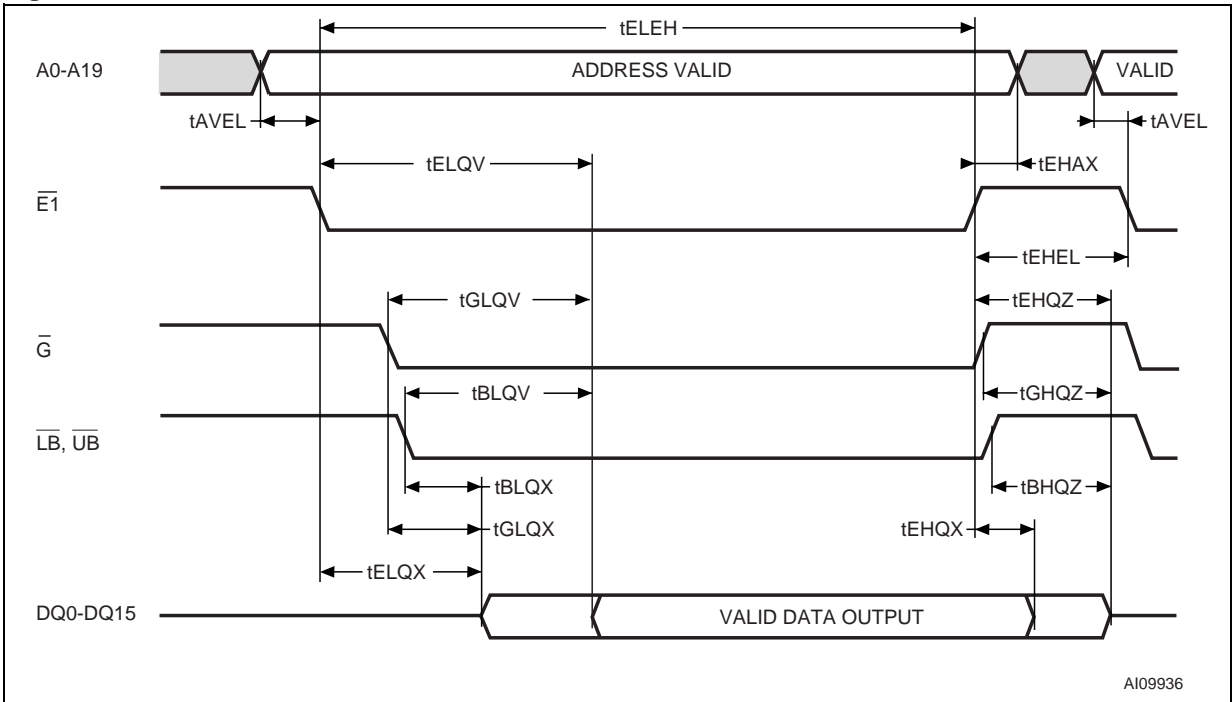 tELEH
A0-A19
ADDRESS VALID
VALID
tAVEL
tAVEL
tELQV
tEHAX
E1
tEHEL
tGLQV
tEHQZ
G
tBLQV
tGHQZ
LB, UB
tBLQX
tBHQZ
tGLQX
tEHQX
tELQX
DQ0-DQ15
VALID DATA OUTPUT
AI09936